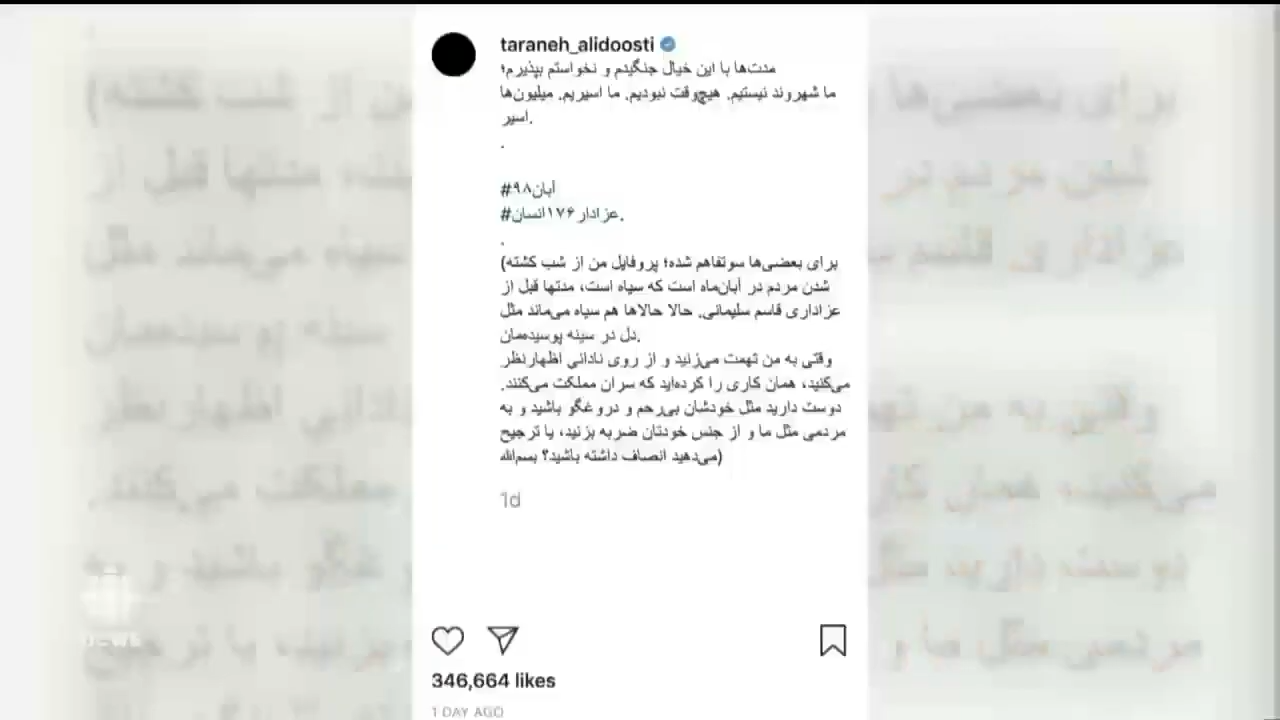 taraneh_alidoosti
مدت‌ها با این خیال جنگیدم و نخواستم بپذیرم؛
ما شهروند نیستیم. هیچ‌وقت نبودیم. ما اسیریم. میلیون‌ها
اسیر.
.
#آبان۹۸
#عزادار۱۷۶انسان.
.
(برای بعضی‌ها سوتفاهم شده؛ پروفایل من از شب کشته
شدن مردم در آبان‌ماه است که سیاه است، مدتها قبل از
عزاداری قاسم سلیمانی. حالا حالاها هم سیاه می‌ماند مثل
دل در سینه پوسیده‌مان.
وقتی به من تهمت می‌زنید و از روی نادانی اظهارنظر
می‌کنید، همان کاری را کرده‌اید که سران مملکت می‌کنند.
دوست دارید مثل خودشان بی‌رحم و دروغگو باشید و به
مردمی مثل ما و از جنس خودتان ضربه بزنید، یا ترجیح
می‌دهید انصاف داشته باشید؟ بسم‌الله)
1d
346,664 likes
1 DAY AGO
NEWS